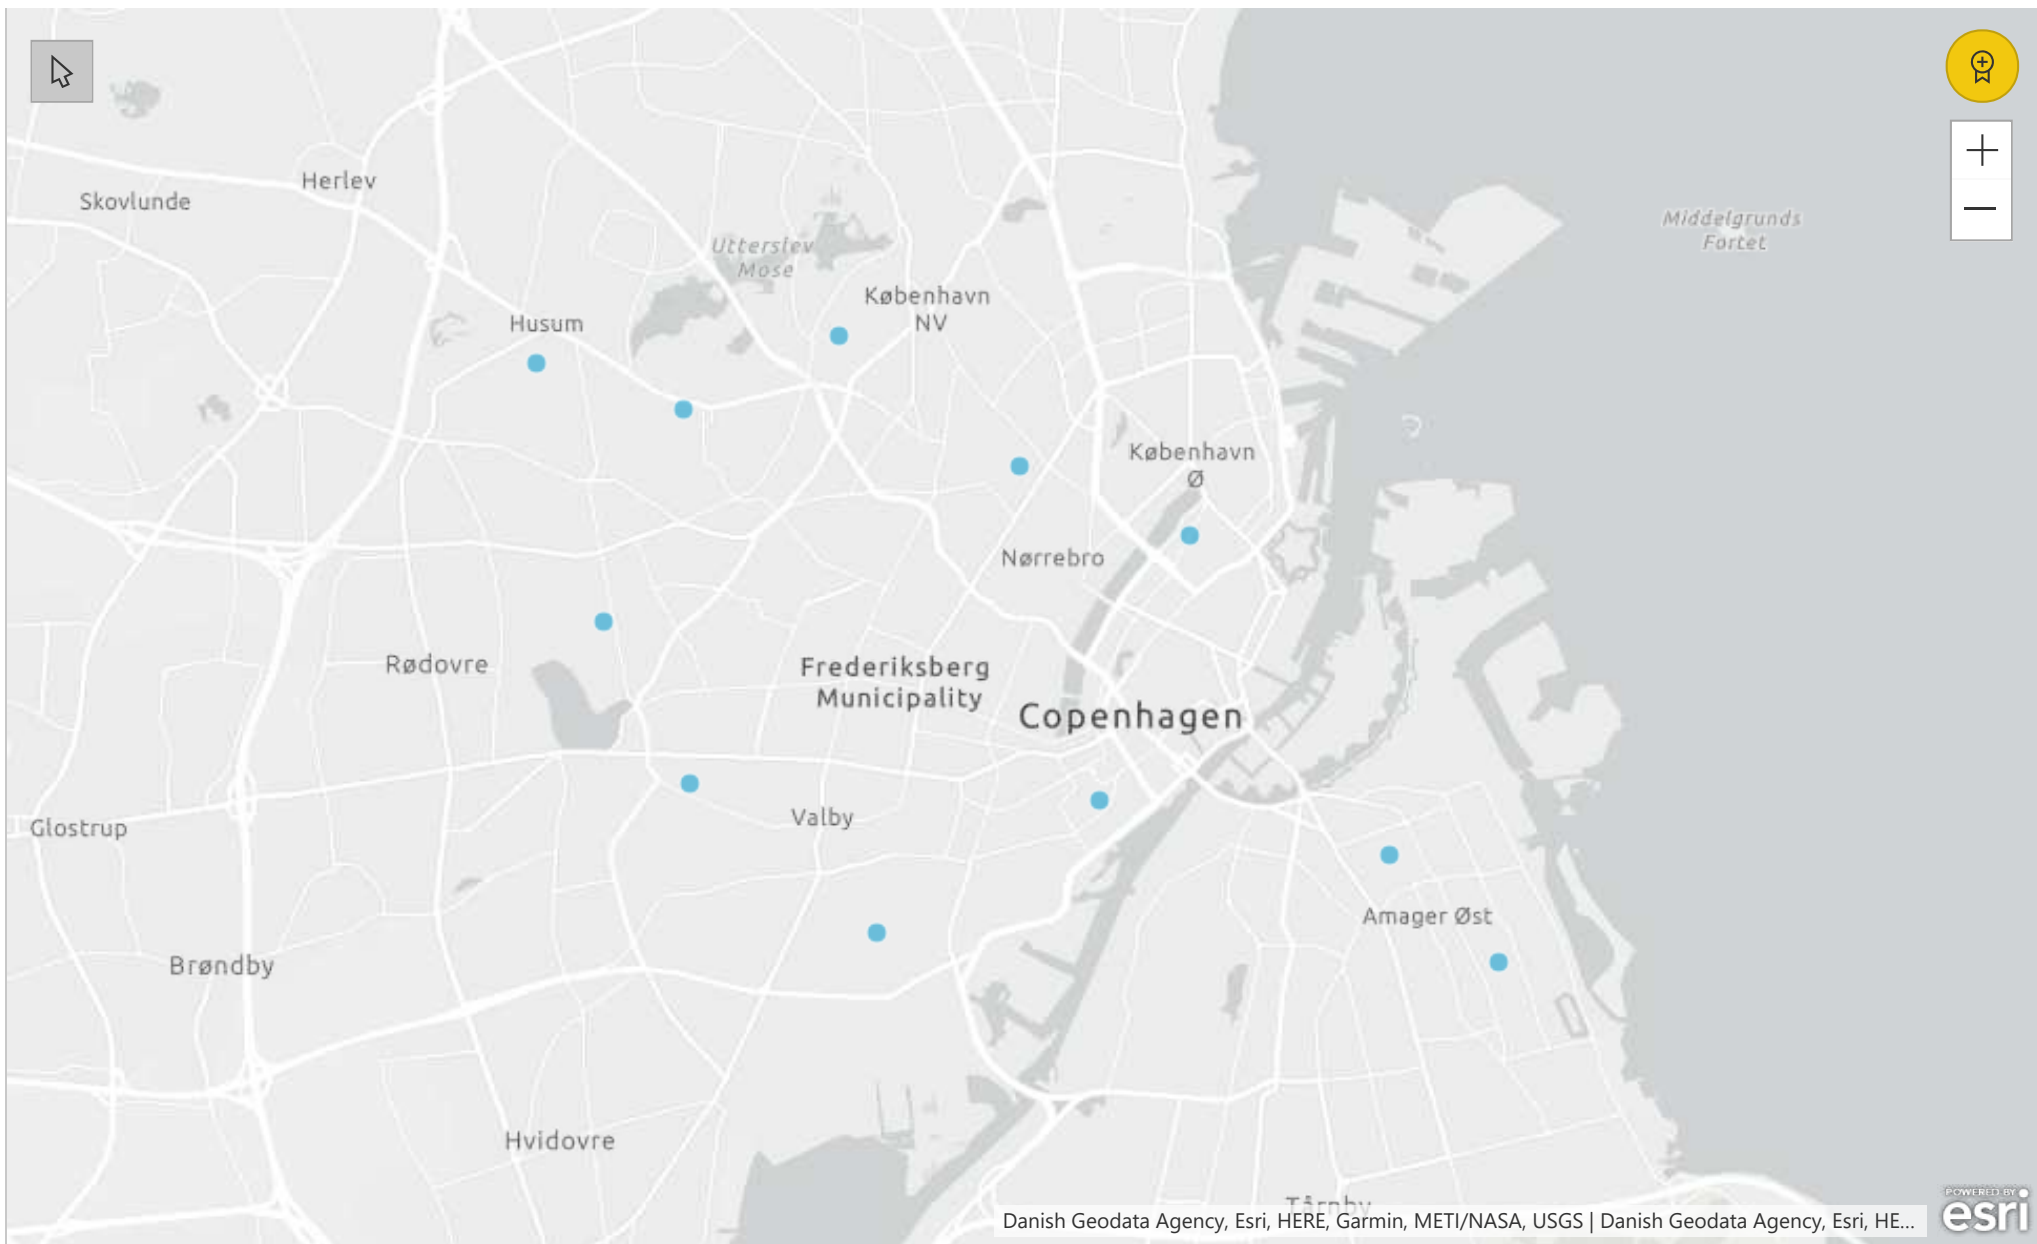 Herlev
Skovlunde
Utterslev
Mose
Middelgrunds
Fortet
København
NV
Husum
København
Ø
Nørrebro
Rødovre
Frederiksberg
Municipality
Copenhagen
Glostrup
Valby
Amager Øst
Brøndby
Hvidovre
Tårnby
Danish Geodata Agency, Esri, HERE, Garmin, METI/NASA, USGS | Danish Geodata Agency, Esri, HE...
POWERED BY
esri